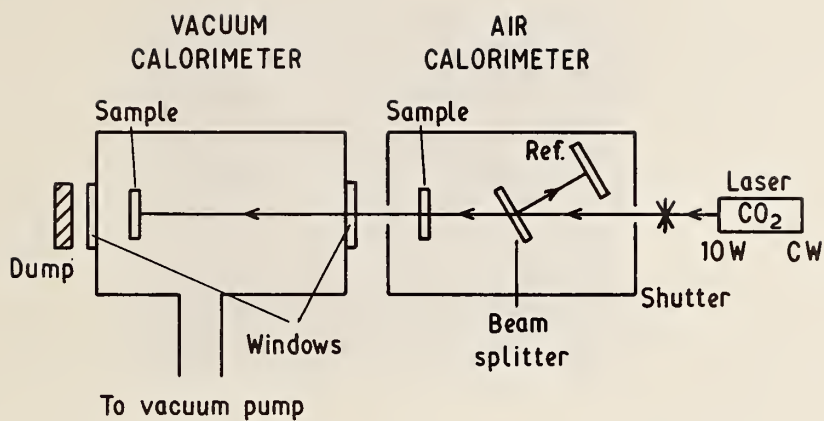 VACUUM
CALORIMETER
AIR
CALORIMETER
Sample
Sample
Ref.
Laser
CO₂
10W CW
Dump
Shutter
Windows
Beam
splitter
To vacuum pump